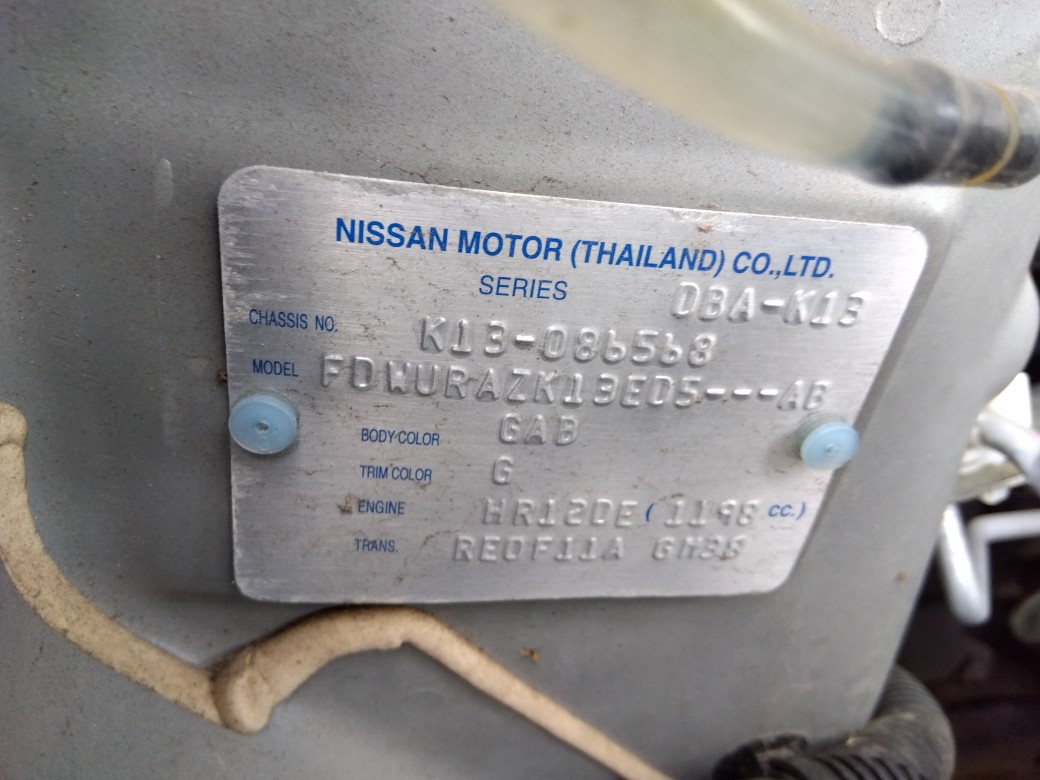 NISSAN MOTOR (THAILAND) CO.,LTD.
SERIES DBA-K13
CHASSIS NO. K13-086568
MODEL FDWURAZK13ED5---AB
BODY COLOR GAB
TRIM COLOR G
ENGINE HR12DE (1198 CC.)
TRANS. RE0F11A GH38